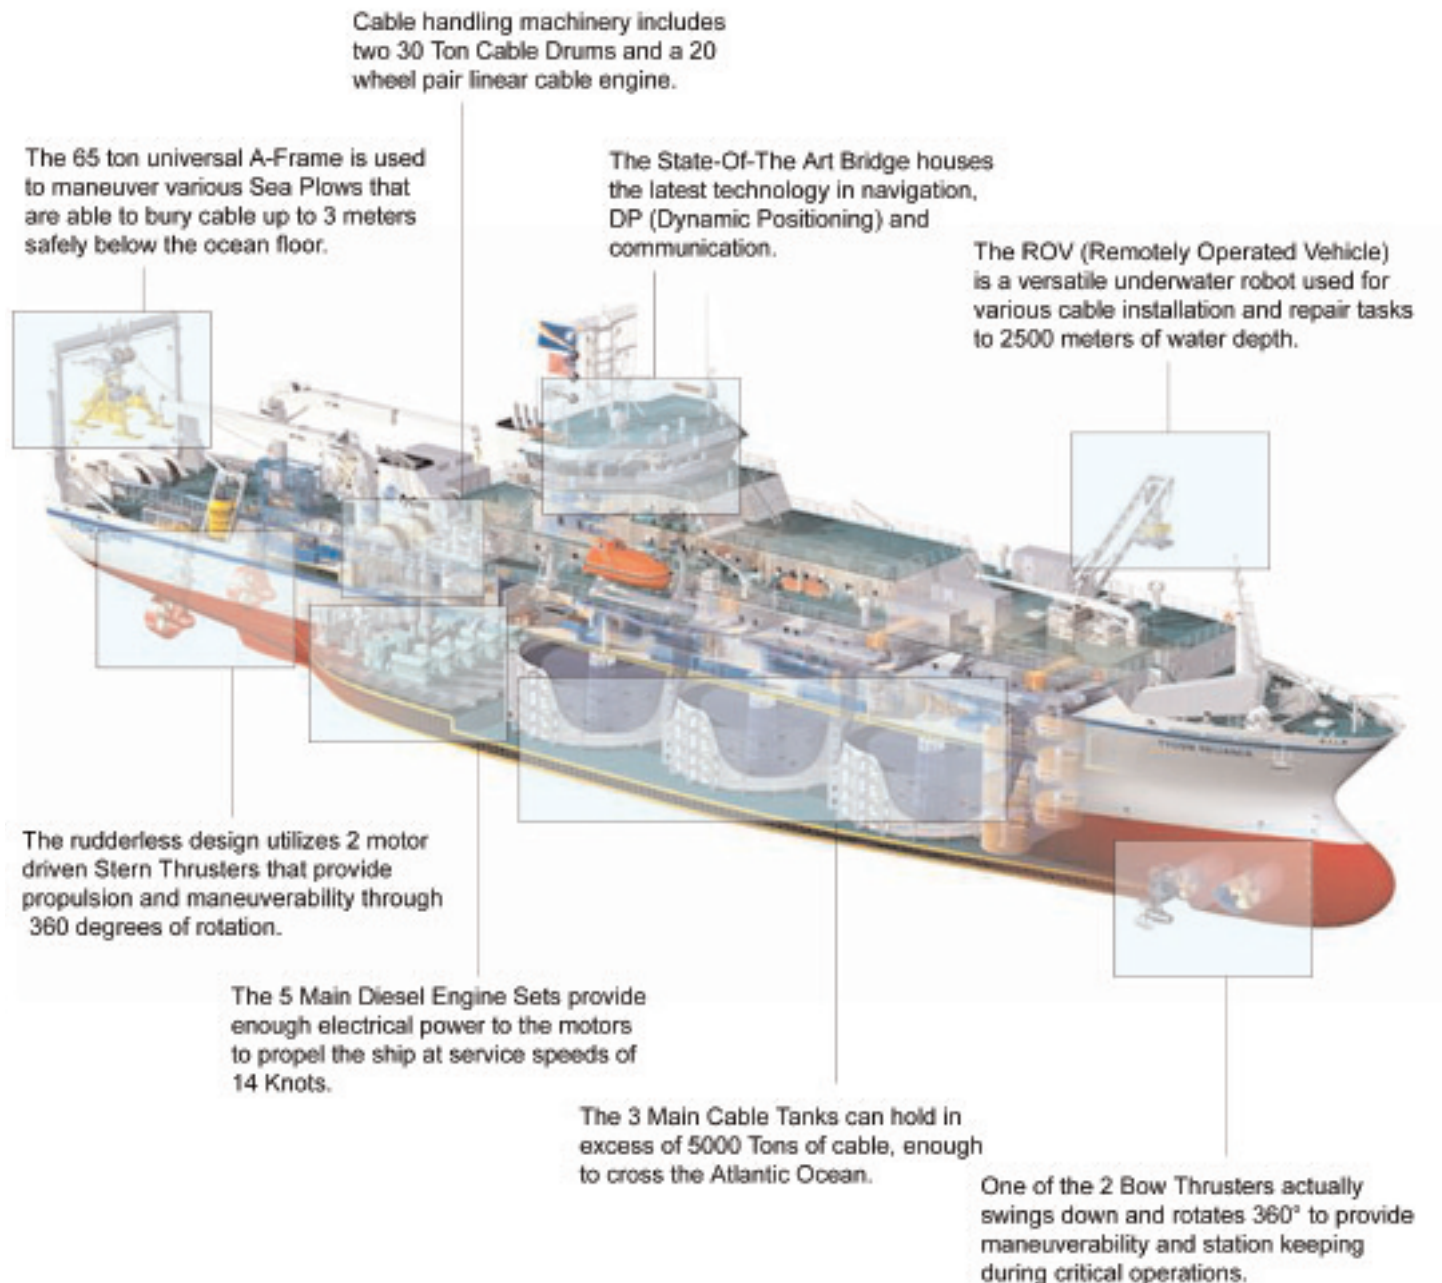 Cable handling machinery includes
two 30 Ton Cable Drums and a 20
wheel pair linear cable engine.
The 65 ton universal A-Frame is used
to maneuver various Sea Plows that
are able to bury cable up to 3 meters
safely below the ocean floor.
The State-Of-The Art Bridge houses
the latest technology in navigation,
DP (Dynamic Positioning) and
communication.
The ROV (Remotely Operated Vehicle)
is a versatile underwater robot used for
various cable installation and repair tasks
to 2500 meters of water depth.
The rudderless design utilizes 2 motor
driven Stern Thrusters that provide
propulsion and maneuverability through
360 degrees of rotation.
The 5 Main Diesel Engine Sets provide
enough electrical power to the motors
to propel the ship at service speeds of
14 Knots.
The 3 Main Cable Tanks can hold in
excess of 5000 Tons of cable, enough
to cross the Atlantic Ocean.
One of the 2 Bow Thrusters actually
swings down and rotates 360° to provide
maneuverability and station keeping
during critical operations.